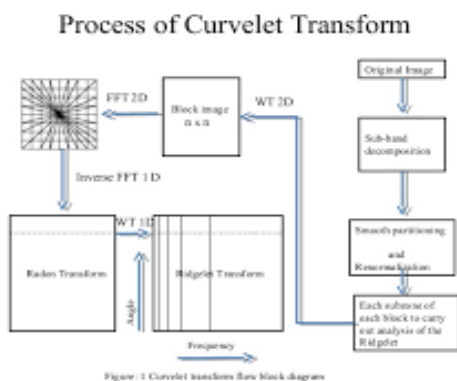 Process of Curvelet Transform
Original Image
FFT 2D
Block image
n x n
WT 2D
Sub-band
decomposition
Inverse FFT 1D
WT 1D
Smooth partitioning
and
Renormalization
Radon Transform
Ridgelet Transform
Angle
Each subzone of
each block to carry
out analysis of the
Ridgelet
Frequency
Figure: 1 Curvelet transform flow block diagram